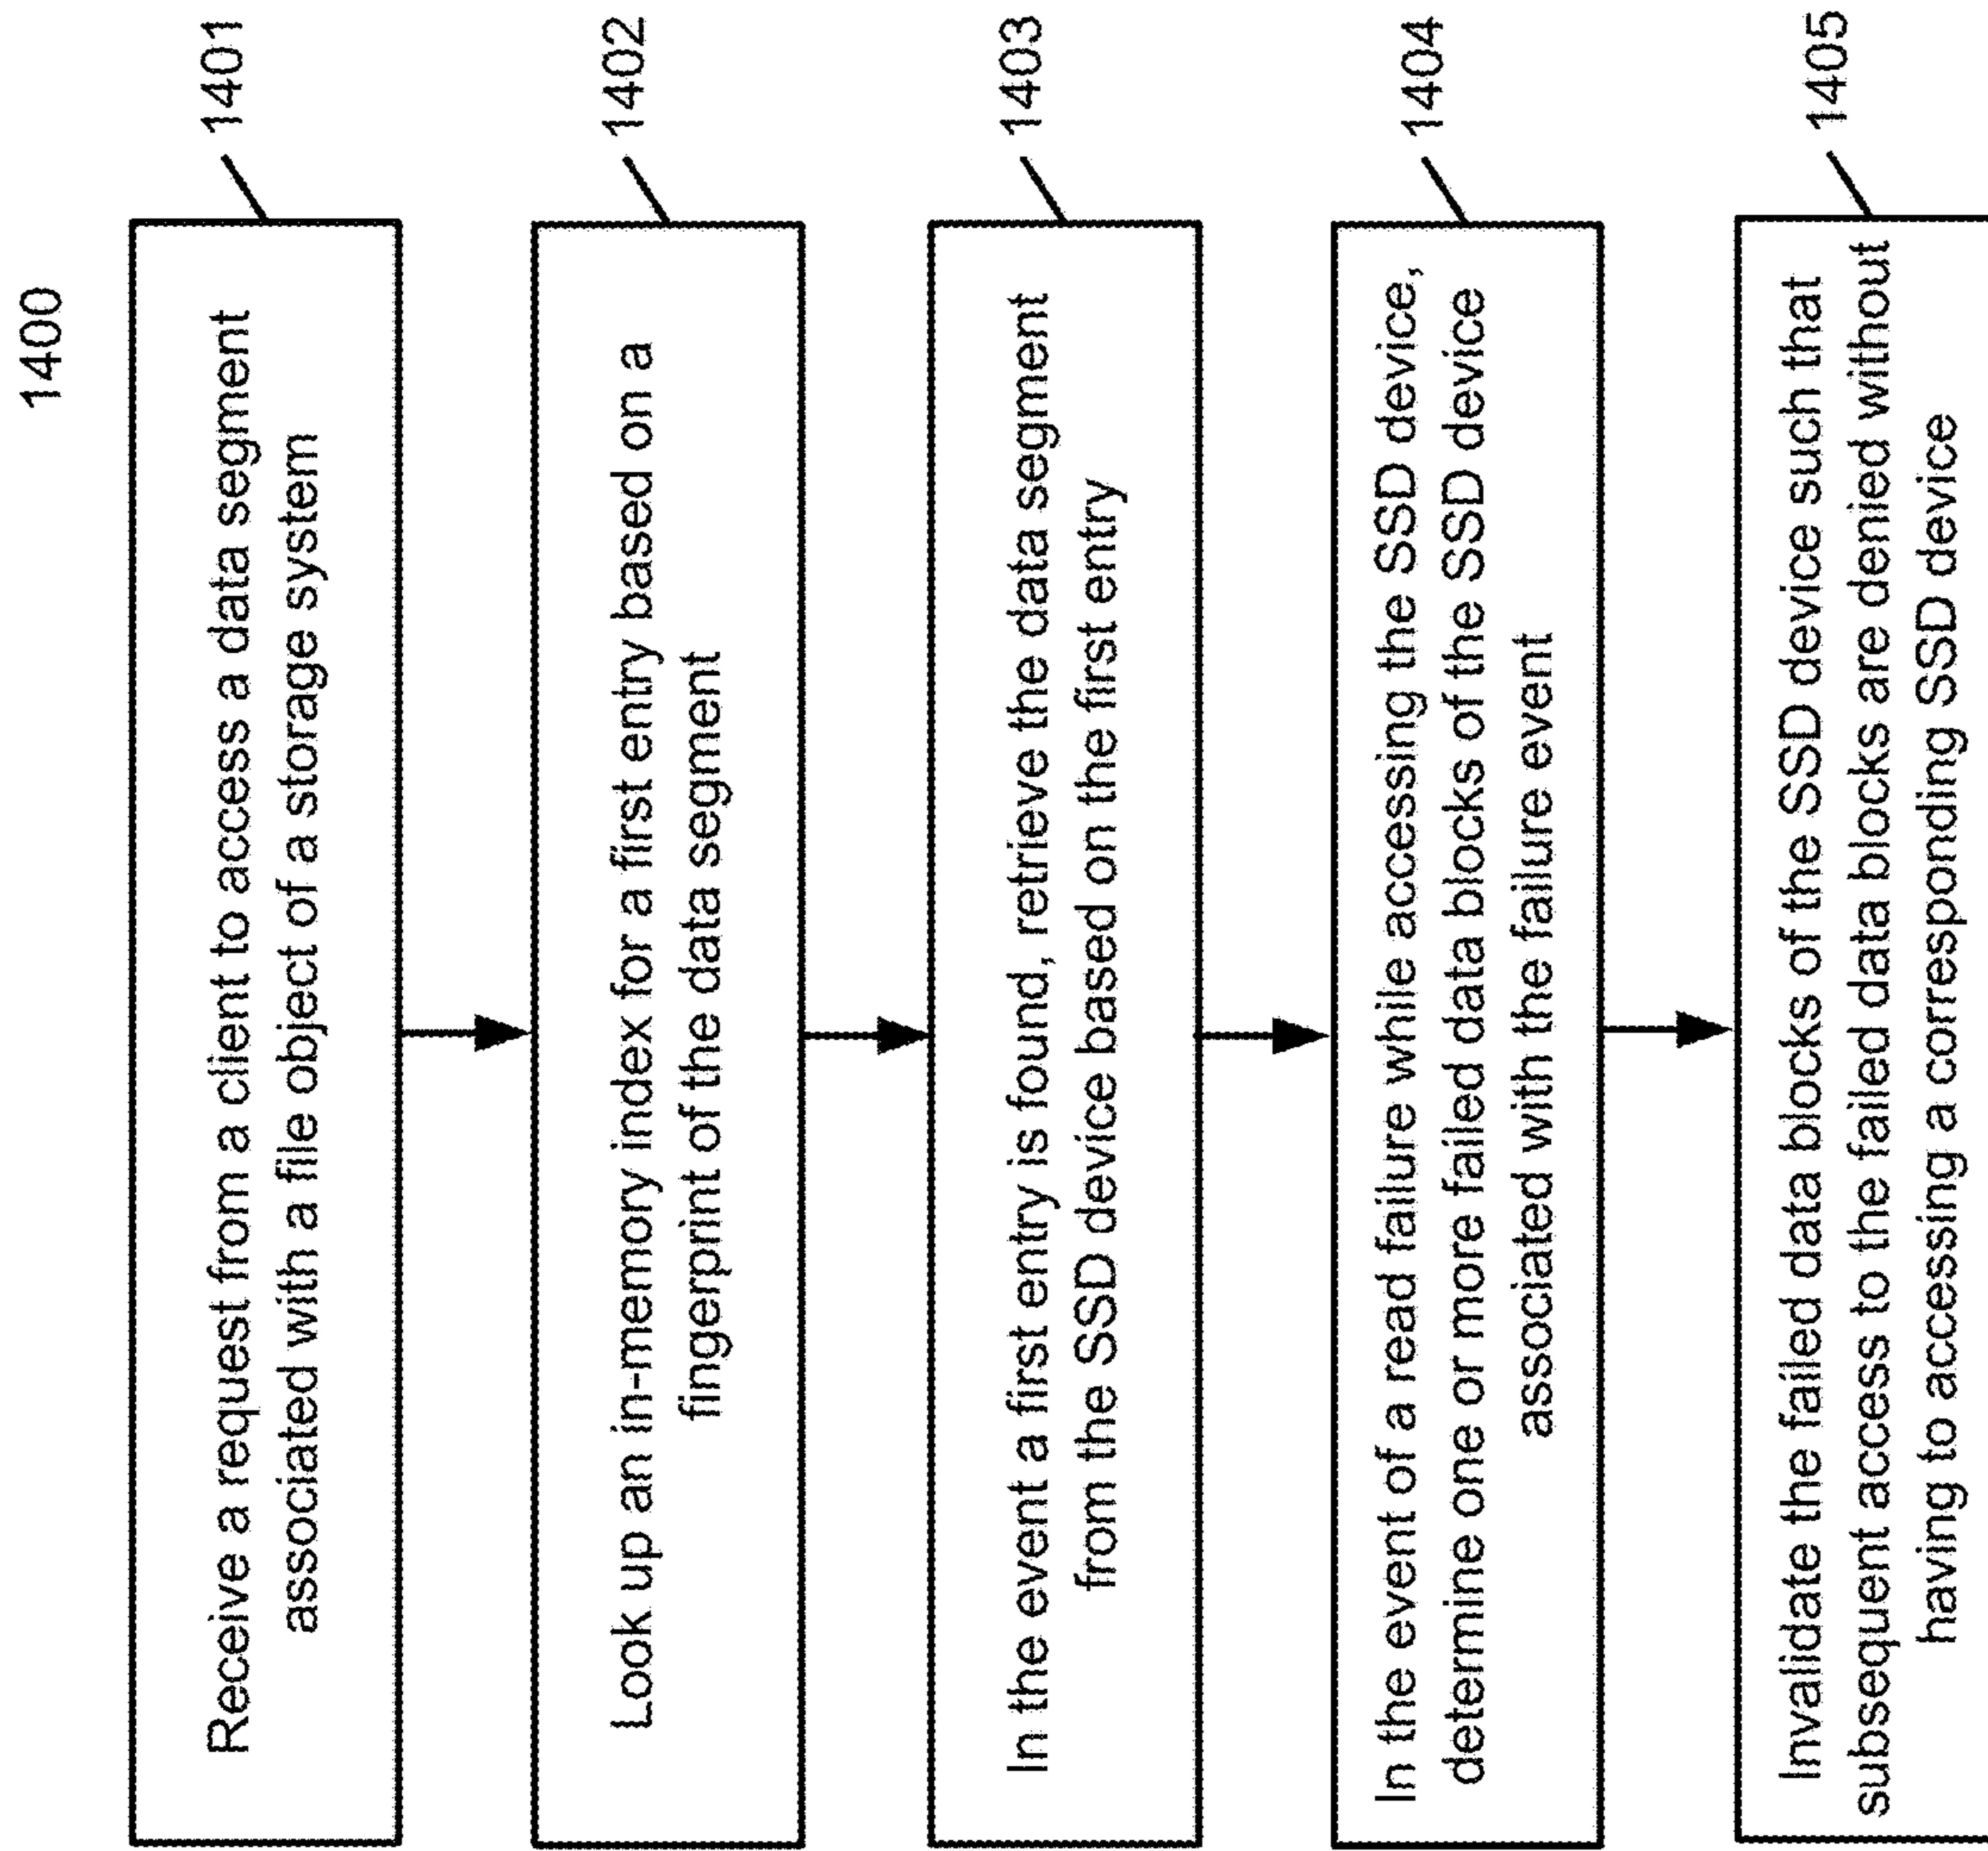 1400
Receive a request from a client to access a data segment
associated with a file object of a storage system
1401
Look up an in-memory index for a first entry based on a
fingerprint of the data segment
1402
In the event a first entry is found, retrieve the data segment
from the SSD device based on the first entry
1403
In the event of a read failure while accessing the SSD device,
determine one or more failed data blocks of the SSD device
associated with the failure event
1404
Invalidate the failed data blocks of the SSD device such that
subsequent access to the failed data blocks are denied without
having to accessing a corresponding SSD device
1405